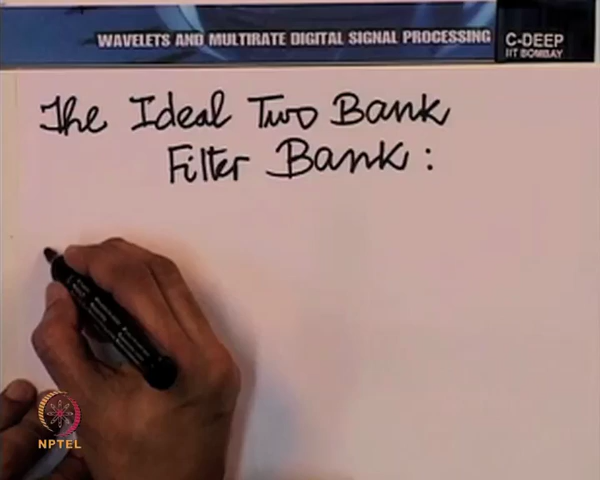 WAVELETS AND MULTIRATE DIGITAL SIGNAL PROCESSING
C-DEEP
IIT BOMBAY
The Ideal Two Bank
Filter Bank :
NPTEL